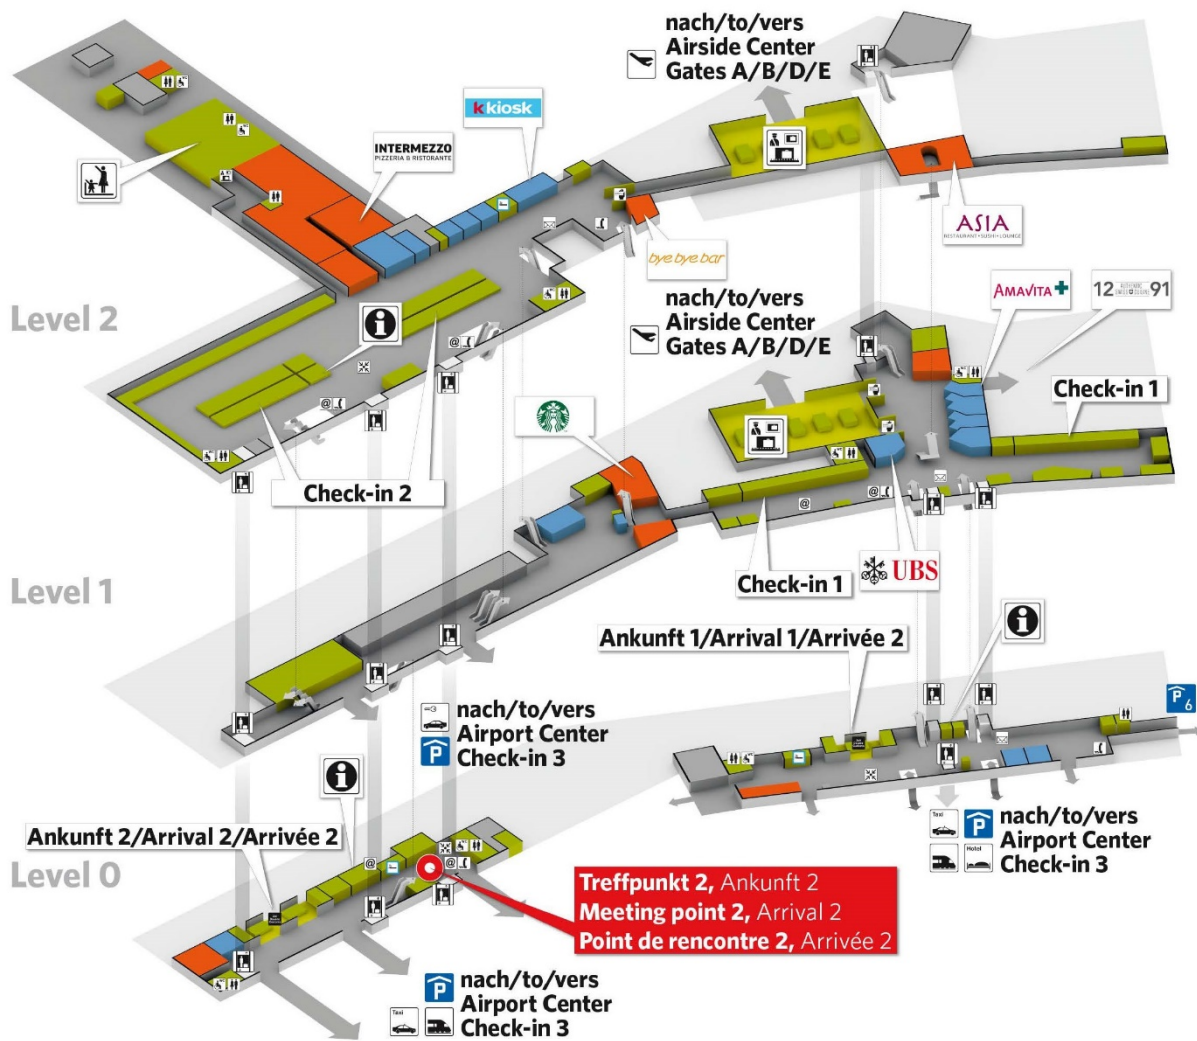 nach/to/vers
Airside Center
Gates A/B/D/E
k kiosk
INTERMEZZO
PIZZERIA & RISTORANTE
ASIA
RESTAURANT•SUSHI•LOUNGE
bye bye bar
Level 2
nach/to/vers
Airside Center
Gates A/B/D/E
AMAVITA
12 91
Check-in 1
Check-in 2
Level 1
Check-in 1
UBS
Ankunft 1/Arrival 1/Arrivée 2
P6
nach/to/vers
Airport Center
P
Check-in 3
Ankunft 2/Arrival 2/Arrivée 2
Level 0
Taxi
P
nach/to/vers
Airport Center
Hotel
Check-in 3
Treffpunkt 2, Ankunft 2
Meeting point 2, Arrival 2
Point de rencontre 2, Arrivée 2
P
nach/to/vers
Airport Center
Taxi
Check-in 3